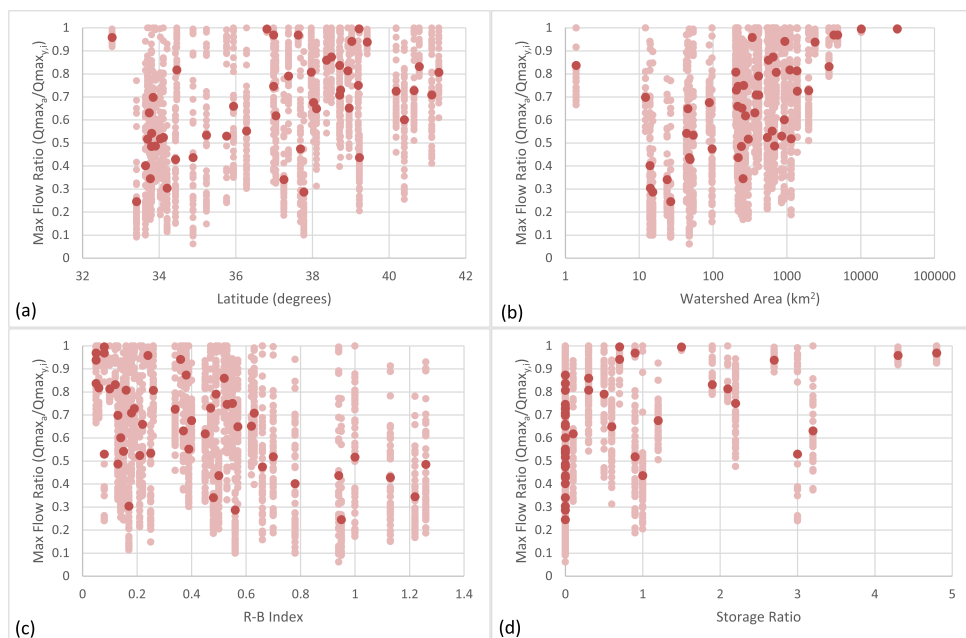 Max Flow Ratio (Qmaxₐ/Qmaxᵧ,ᵢ)
1
0.9
0.8
0.7
0.6
0.5
0.4
0.3
0.2
0.1
0
32 34 36 38 40 42
Latitude (degrees)
(a)
Max Flow Ratio (Qmaxₐ/Qmaxᵧ,ᵢ)
1
0.9
0.8
0.7
0.6
0.5
0.4
0.3
0.2
0.1
0
1 10 100 1000 10000 100000
Watershed Area (km²)
(b)
Max Flow Ratio (Qmaxₐ/Qmaxᵧ,ᵢ)
1
0.9
0.8
0.7
0.6
0.5
0.4
0.3
0.2
0.1
0
0 0.2 0.4 0.6 0.8 1 1.2 1.4
R-B Index
(c)
Max Flow Ratio (Qmaxₐ/Qmaxᵧ,ᵢ)
1
0.9
0.8
0.7
0.6
0.5
0.4
0.3
0.2
0.1
0
0 1 2 3 4 5
Storage Ratio
(d)